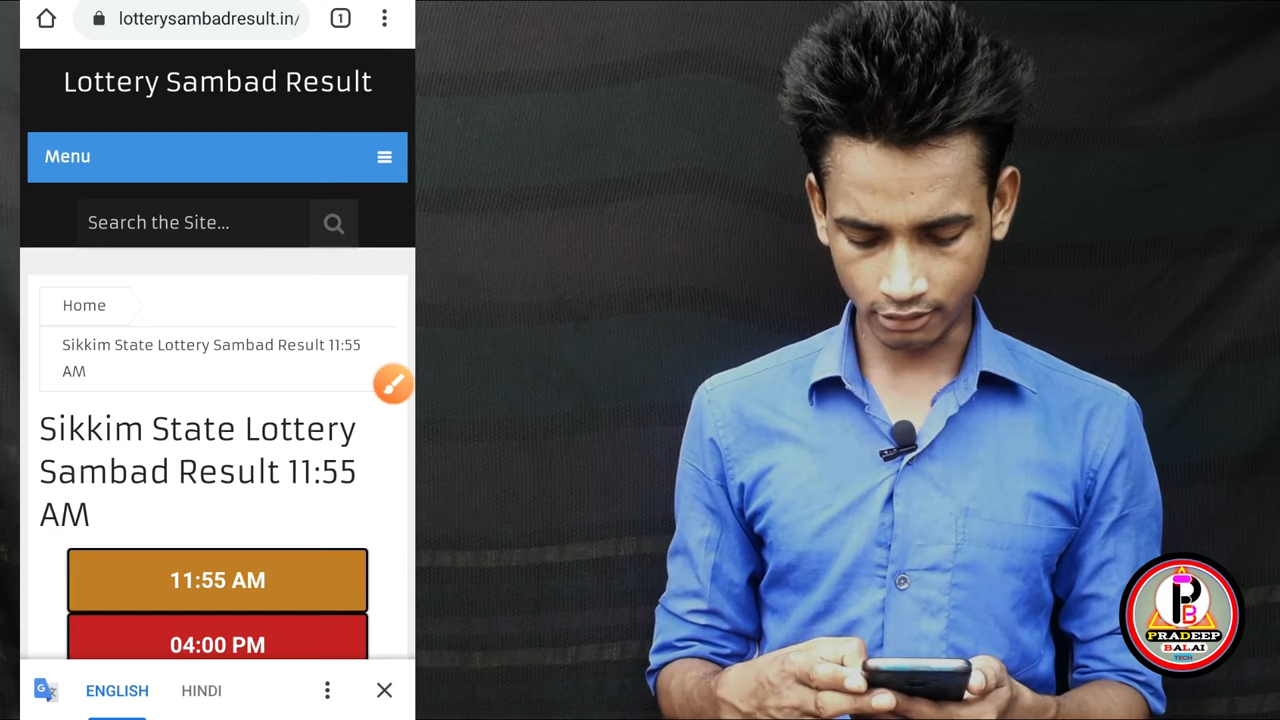 lotterysambadresult.in/
1
Lottery Sambad Result
Menu
Search the Site...
Home
Sikkim State Lottery Sambad Result 11:55
AM
Sikkim State Lottery
Sambad Result 11:55
AM
11:55 AM
04:00 PM
ENGLISH
HINDI
P
B
PRADEEP
BALAI
TECH